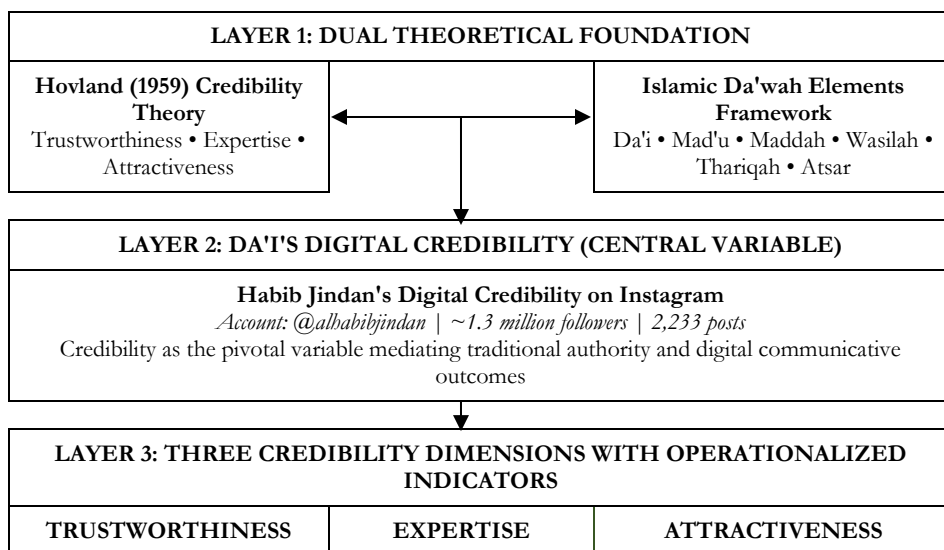 LAYER 1: DUAL THEORETICAL FOUNDATION
Hovland (1959) Credibility
Theory
Trustworthiness • Expertise •
Attractiveness
Islamic Da'wah Elements
Framework
Da'i • Mad'u • Maddah • Wasilah •
Thariqah • Atsar
LAYER 2: DA'I'S DIGITAL CREDIBILITY (CENTRAL VARIABLE)
Habib Jindan's Digital Credibility on Instagram
Account: @alhabibjindan | ~1.3 million followers | 2,233 posts
Credibility as the pivotal variable mediating traditional authority and digital communicative
outcomes
LAYER 3: THREE CREDIBILITY DIMENSIONS WITH OPERATIONALIZED
INDICATORS
TRUSTWORTHINESS
EXPERTISE
ATTRACTIVENESS